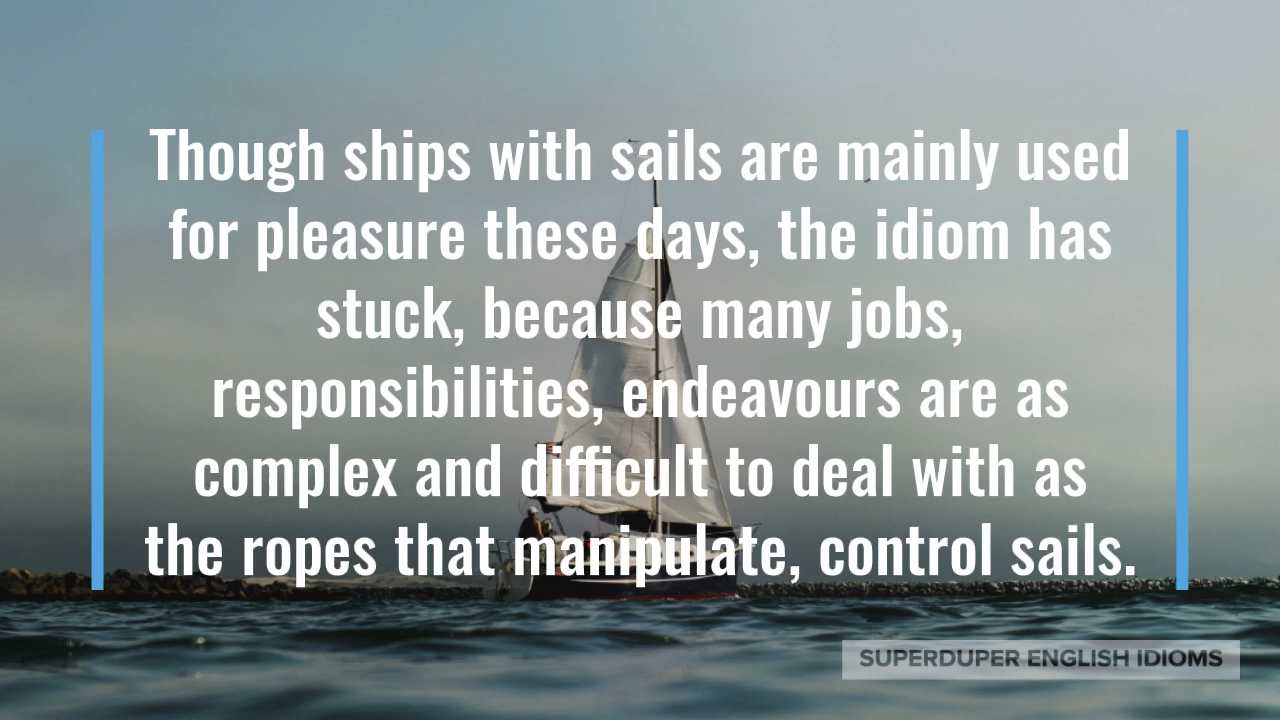 Though ships with sails are mainly used
for pleasure these days, the idiom has
stuck, because many jobs,
responsibilities, endeavours are as
complex and difficult to deal with as
the ropes that manipulate, control sails.
SUPERDUPER ENGLISH IDIOMS